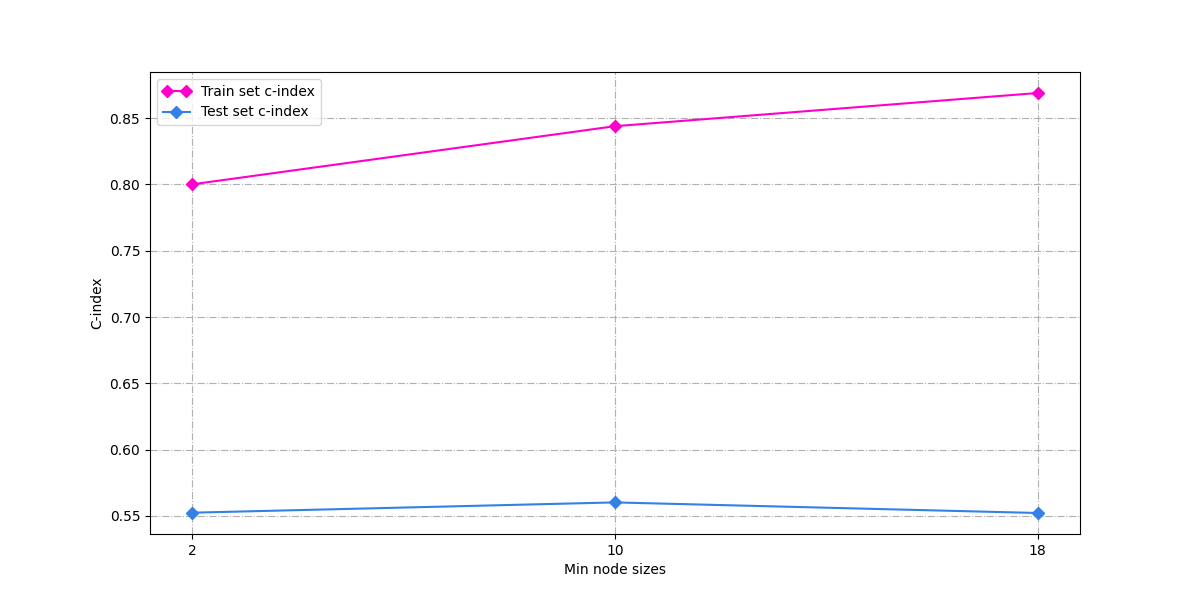 Train set c-index
Test set c-index
0.85
0.80
0.75
0.70
0.65
0.60
0.55
C-index
2 10 18
Min node sizes